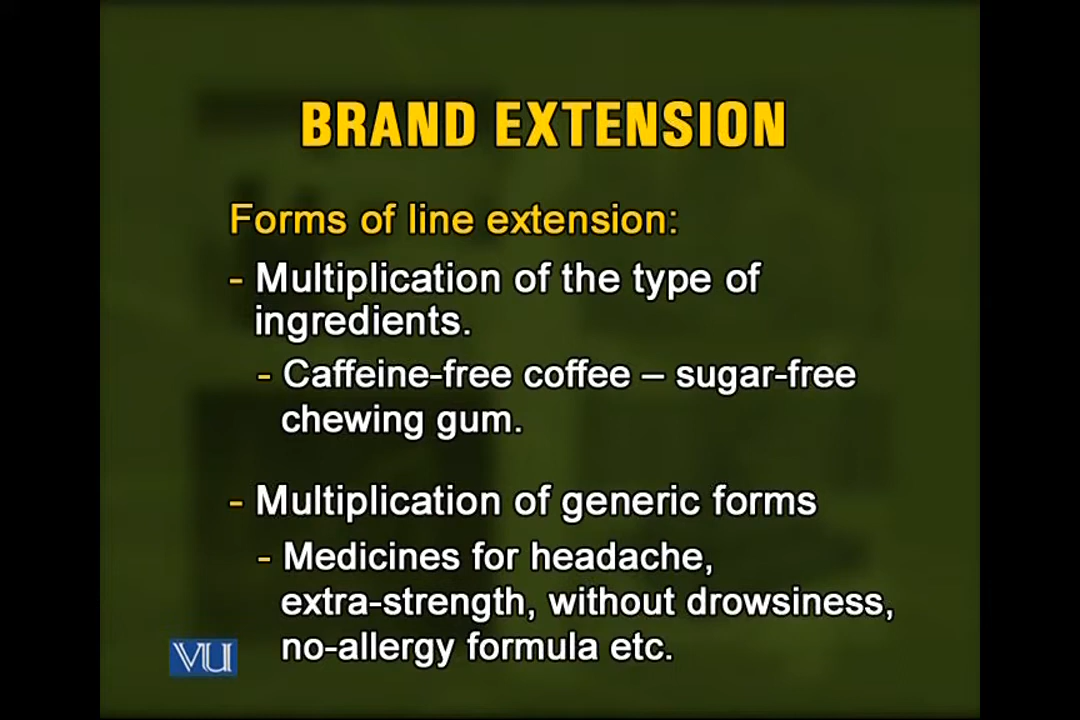 BRAND EXTENSION
Forms of line extension:
- Multiplication of the type of
ingredients.
- Caffeine-free coffee – sugar-free
chewing gum.
- Multiplication of generic forms
- Medicines for headache,
extra-strength, without drowsiness,
no-allergy formula etc.
VU